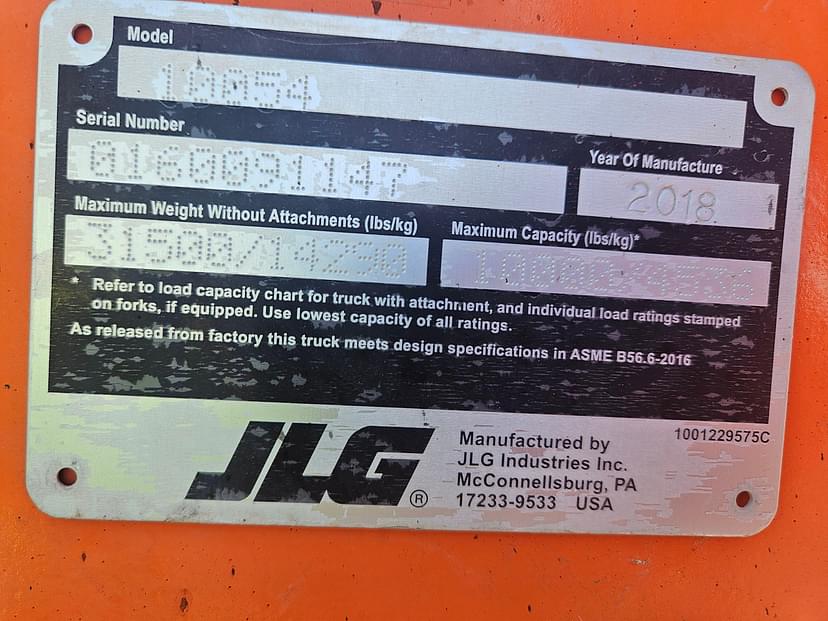 Model
10054
Serial Number
0160091147
Year Of Manufacture
2018
Maximum Weight Without Attachments (lbs/kg)
31500/14290
Maximum Capacity (lbs/kg)*
10000/4536
* Refer to load capacity chart for truck with attachment, and individual load ratings stamped
on forks, if equipped. Use lowest capacity of all ratings.
As released from factory this truck meets design specifications in ASME B56.6-2016
JLG®
Manufactured by
JLG Industries Inc.
McConnellsburg, PA
17233-9533 USA
1001229575C